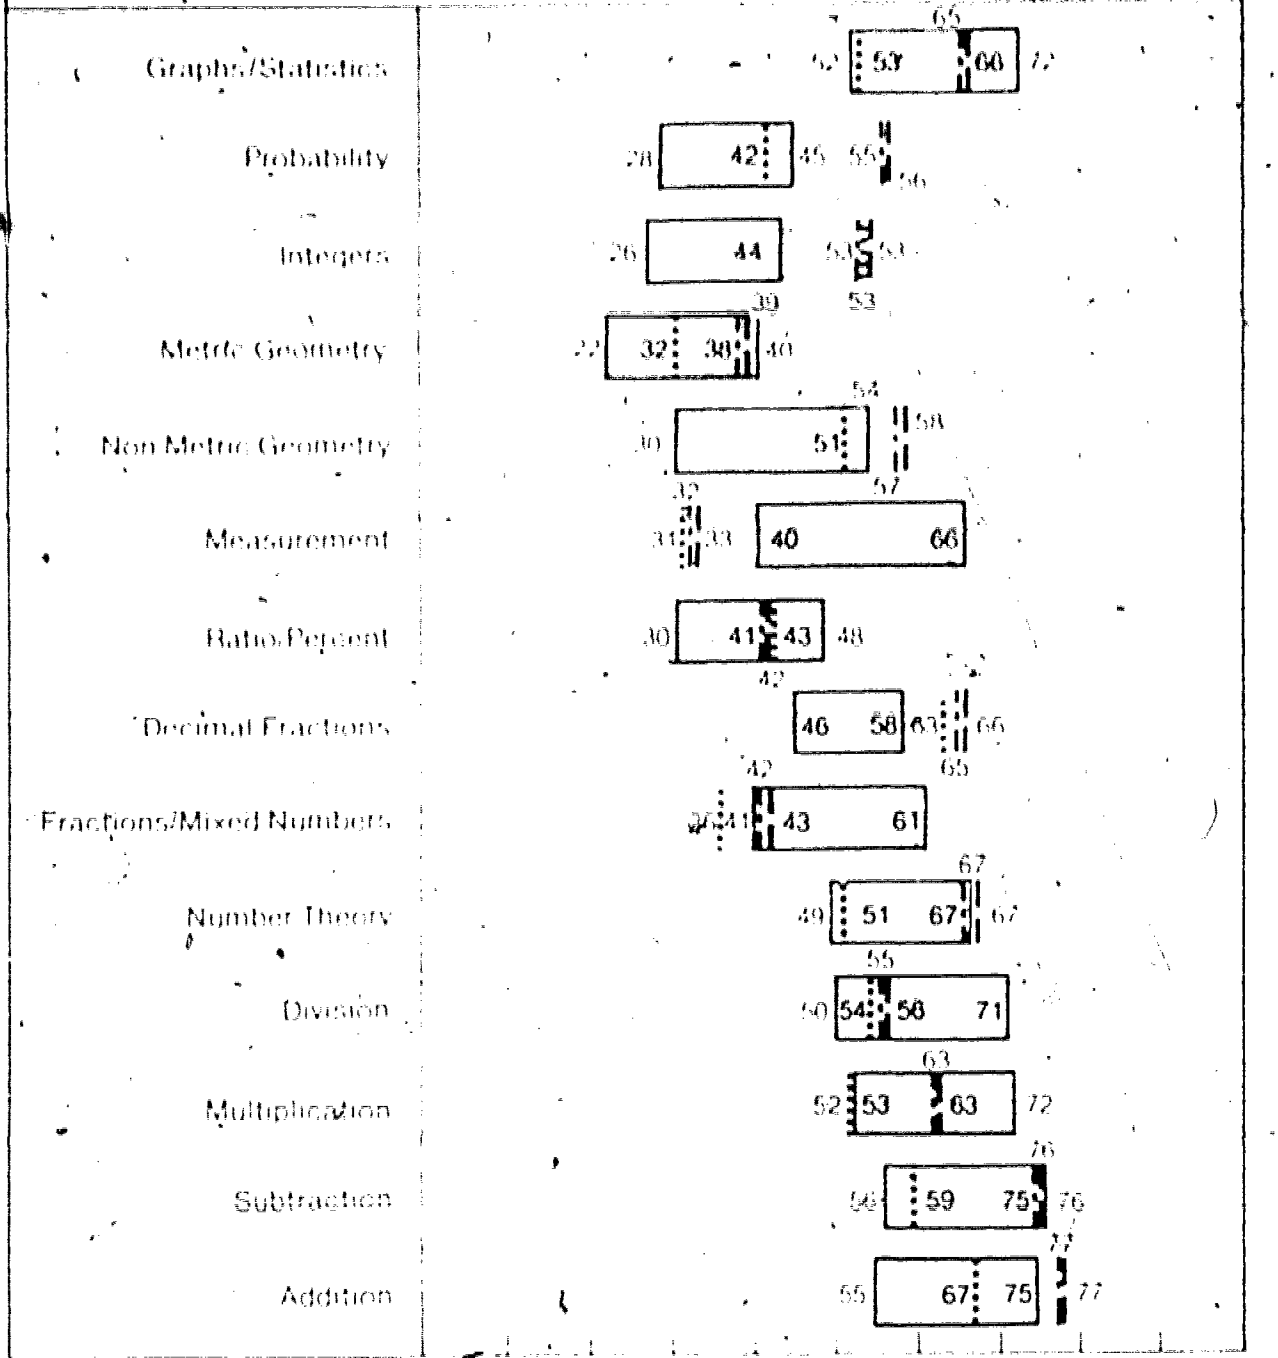 65
Graphs/Statistics 52 53 66 72
Probability 28 42 45 55
56
Integers 26 44 53 53
53
39
Metric Geometry 22 32 38 40
54
Non Metric Geometry 30 51 58
57
32
Measurement 31 33 40 66
Ratio/Percent 30 41 43 48
42
Decimal Fractions 46 58 63 66
65
42
Fractions/Mixed Numbers 41 43 61
67
Number Theory 49 51 67 67
55
Division 50 54 56 71
63
Multiplication 52 53 63 72
76
Subtraction 56 59 75 76
77
Addition 55 67 75 77